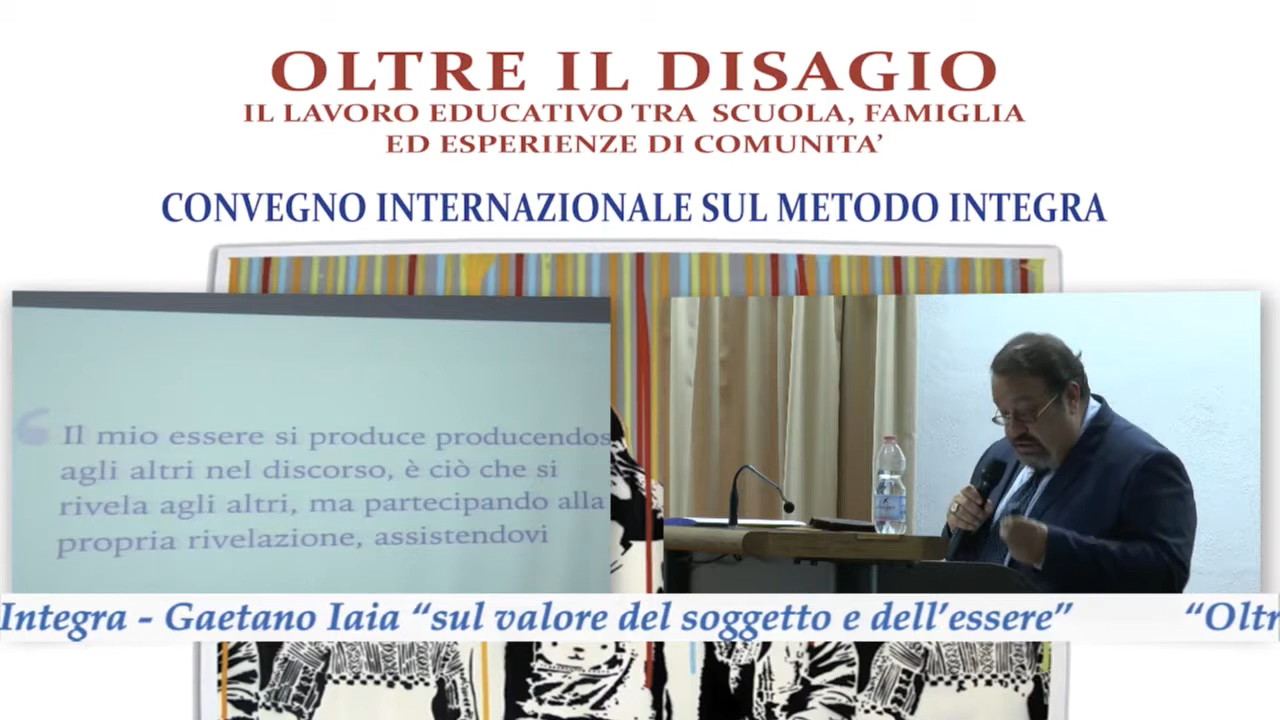 OLTRE IL DISAGIO
IL LAVORO EDUCATIVO TRA SCUOLA, FAMIGLIA
ED ESPERIENZE DI COMUNITA’
CONVEGNO INTERNAZIONALE SUL METODO INTEGRA
“Il mio essere si produce producendos
agli altri nel discorso, è ciò che si
rivela agli altri, ma partecipando alla
propria rivelazione, assistendovi
Integra - Gaetano Iaia “sul valore del soggetto e dell’essere” “Oltr